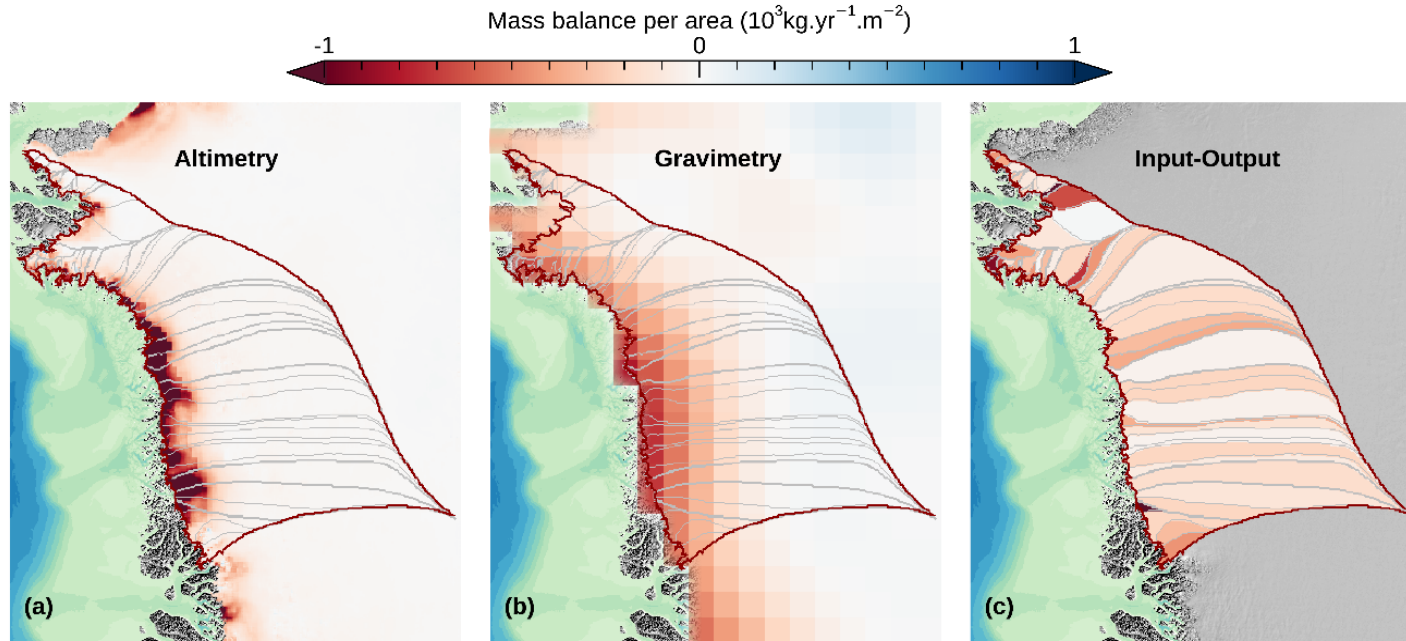 Mass balance per area (10³kg.yr⁻¹.m⁻²)
-1 0 1
Altimetry Gravimetry Input-Output
(a) (b) (c)